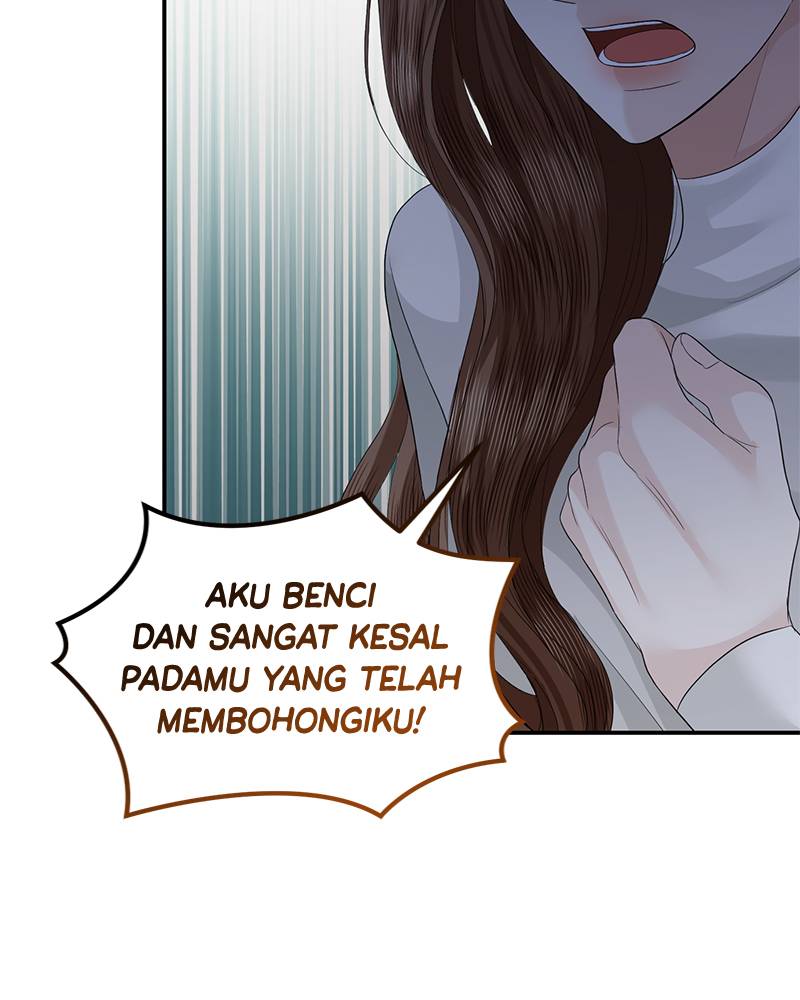 AKU BENCI
DAN SANGAT KESAL
PADAMU YANG TELAH
MEMBOHONGIKU!